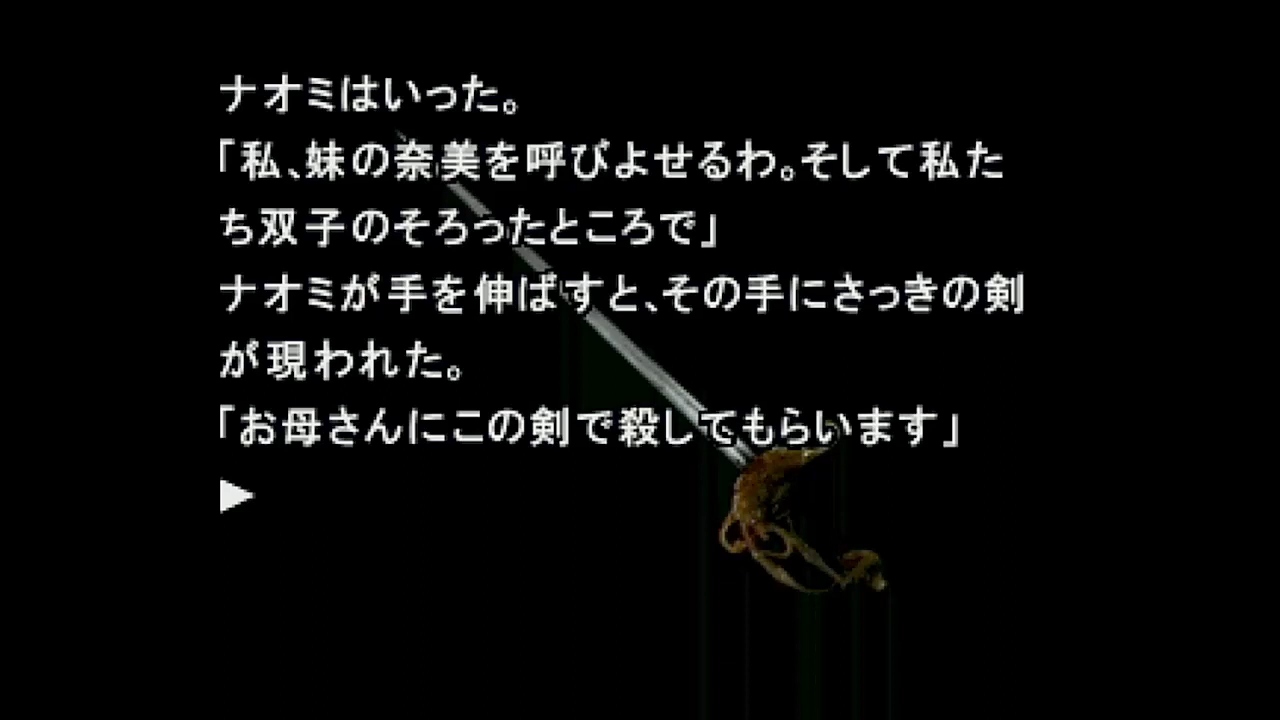 ナオミはいった。
「私、妹の奈美を呼びよせるわ。そして私た
ち双子のそろったところで」
ナオミが手を伸ばすと、その手にさっきの剣
が現われた。
「お母さんにこの剣で殺してもらいます」